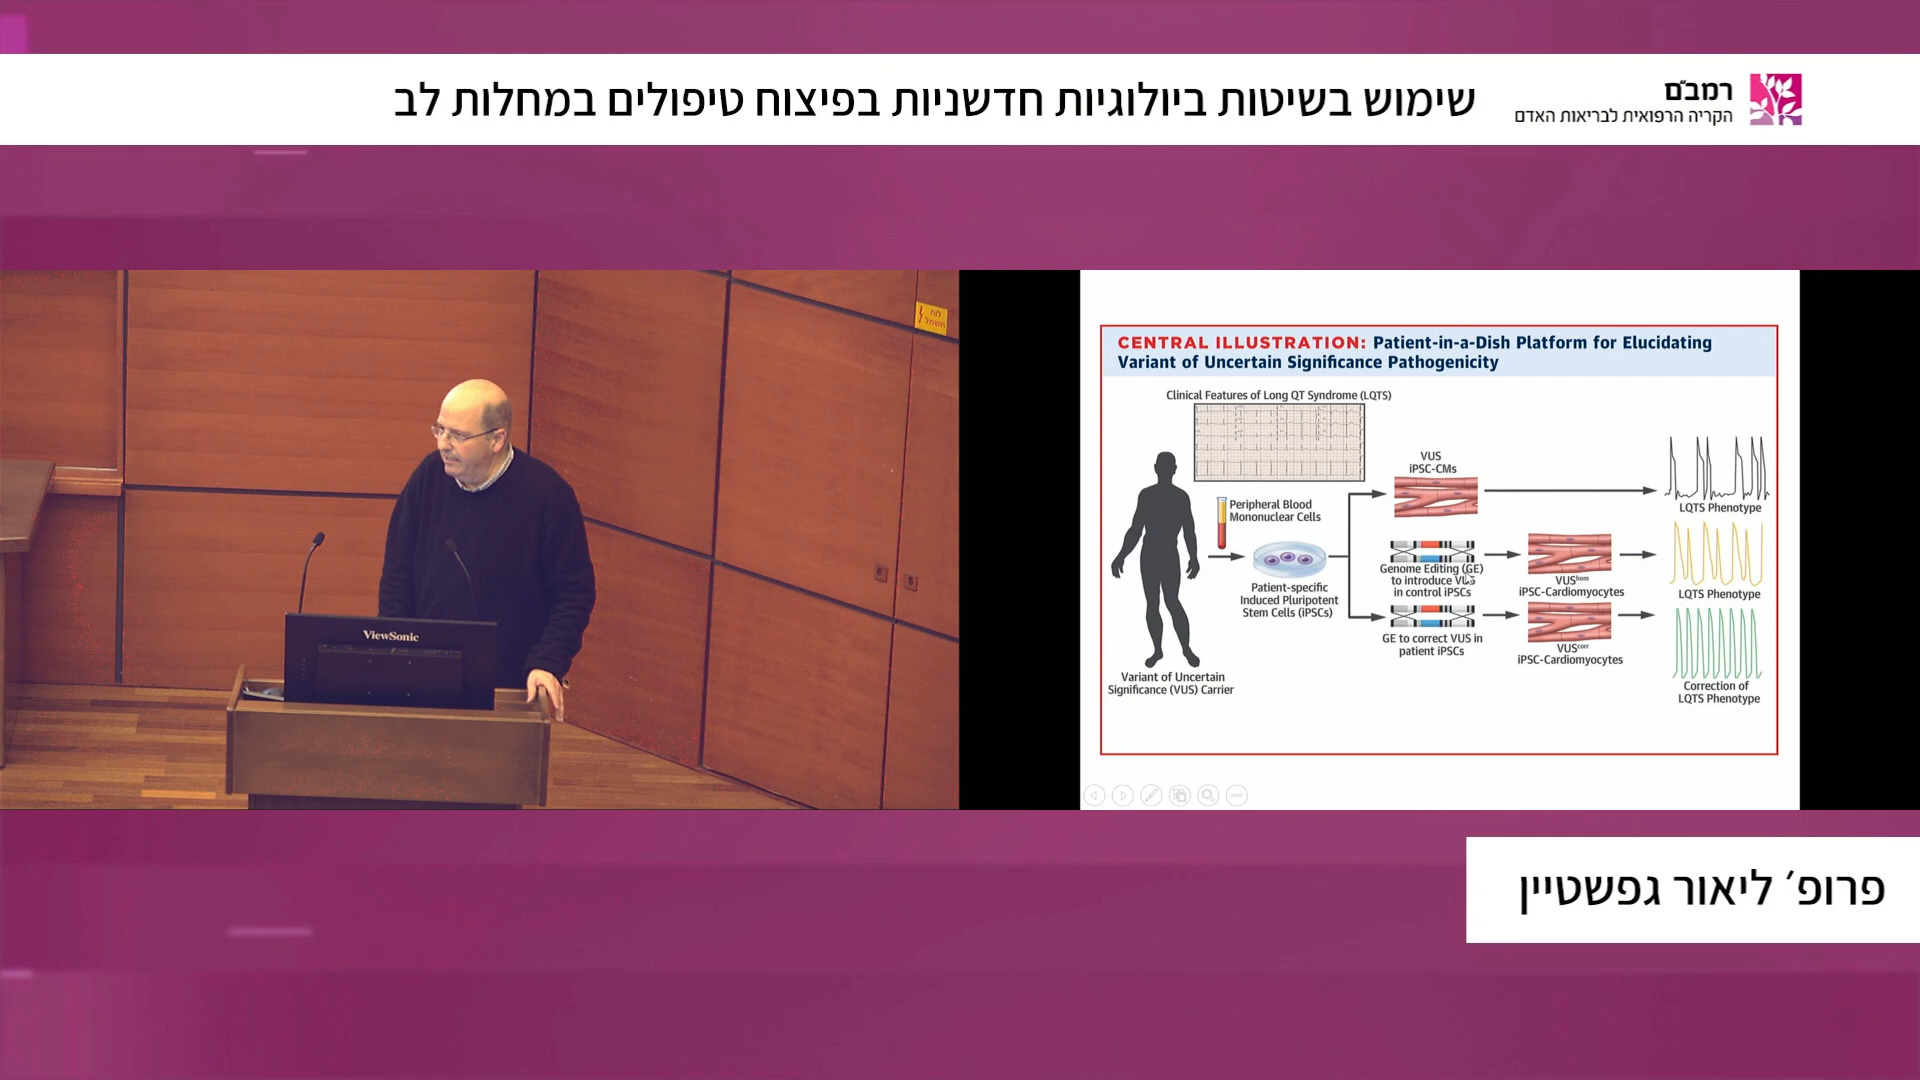 שימוש בשיטות ביולוגיות חדשניות בפיצוח טיפולים במחלות לב
רמב״ם
הקריה הרפואית לבריאות האדם
לוח
חשמל
ViewSonic
CENTRAL ILLUSTRATION: Patient-in-a-Dish Platform for Elucidating
Variant of Uncertain Significance Pathogenicity
Clinical Features of Long QT Syndrome (LQTS)
Peripheral Blood
Mononuclear Cells
Patient-specific
Induced Pluripotent
Stem Cells (iPSCs)
Variant of Uncertain
Significance (VUS) Carrier
VUS
iPSC-CMs
LQTS Phenotype
Genome Editing (GE)
to introduce VUS
in control iPSCs
VUShom
iPSC-Cardiomyocytes
LQTS Phenotype
GE to correct VUS in
patient iPSCs
VUScorr
iPSC-Cardiomyocytes
Correction of
LQTS Phenotype
פרופ׳ ליאור גפשטיין